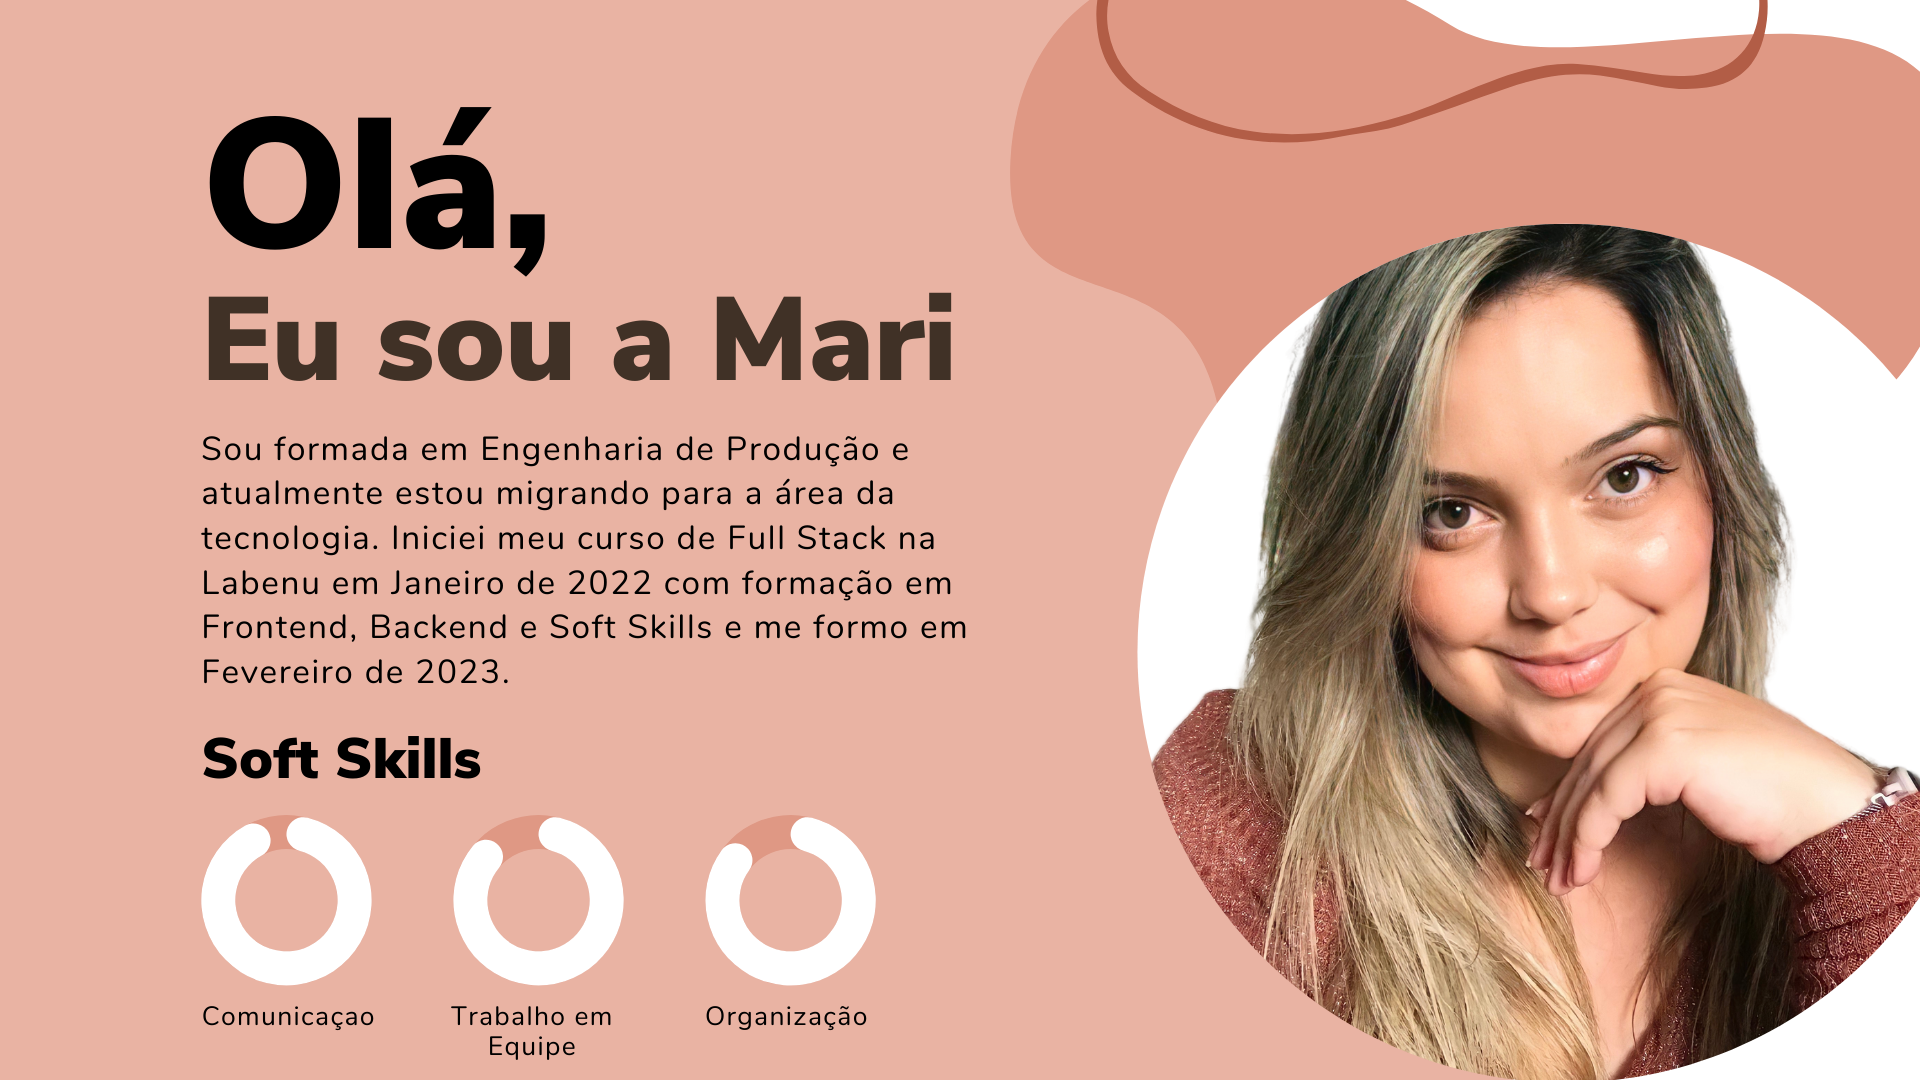 Olá,
Eu sou a Mari
Sou formada em Engenharia de Produção e
atualmente estou migrando para a área da
tecnologia. Iniciei meu curso de Full Stack na
Labenu em Janeiro de 2022 com formação em
Frontend, Backend e Soft Skills e me formo em
Fevereiro de 2023.
Soft Skills
Comunicaçao
Trabalho em
Equipe
Organização